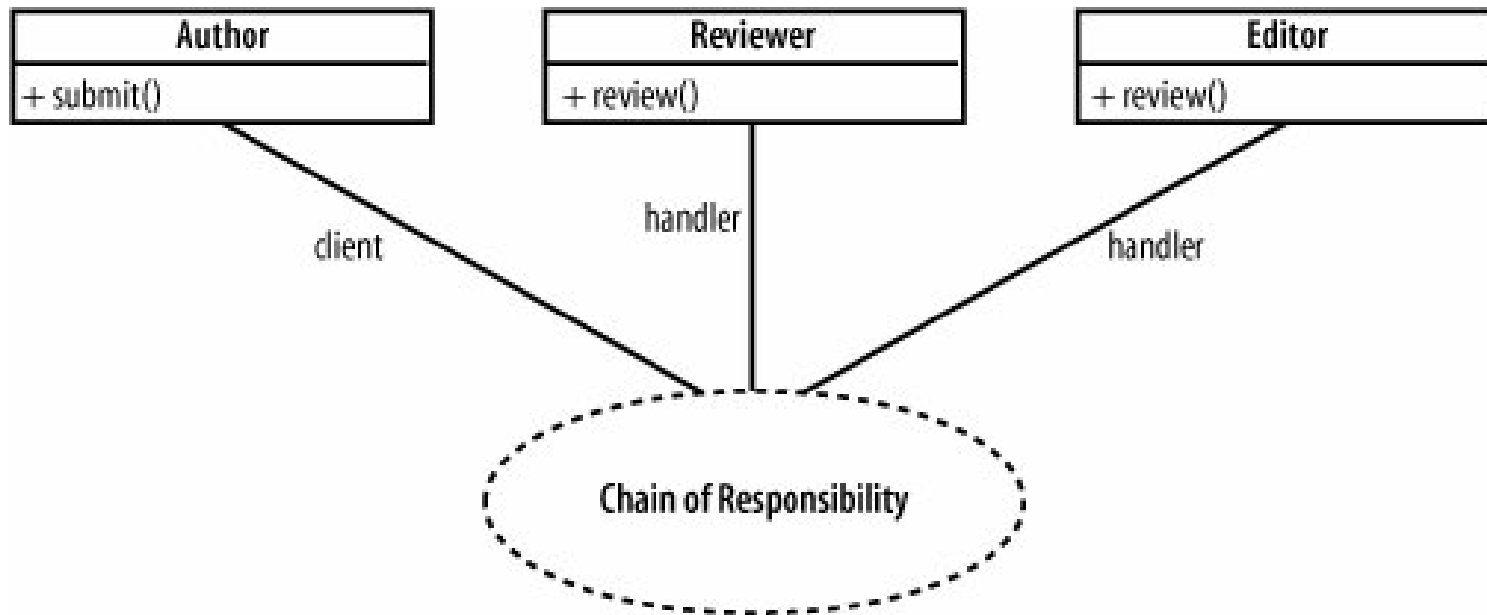 Author
+ submit()
Reviewer
+ review()
Editor
+ review()
client
handler
handler
Chain of Responsibility